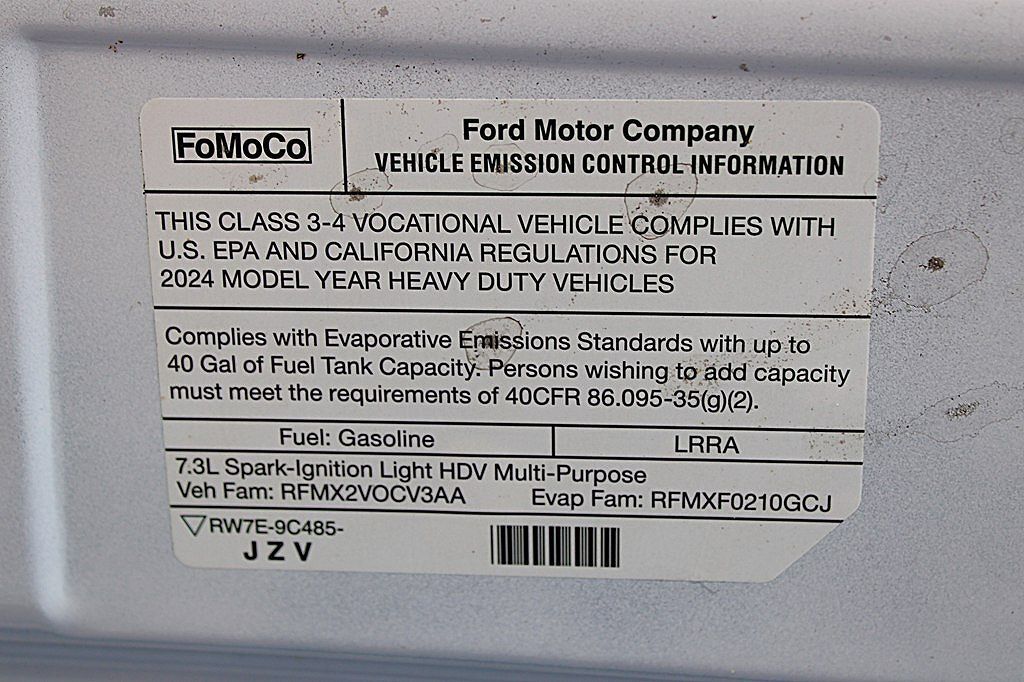 FoMoCo
Ford Motor Company
VEHICLE EMISSION CONTROL INFORMATION
THIS CLASS 3-4 VOCATIONAL VEHICLE COMPLIES WITH
U.S. EPA AND CALIFORNIA REGULATIONS FOR
2024 MODEL YEAR HEAVY DUTY VEHICLES
Complies with Evaporative Emissions Standards with up to
40 Gal of Fuel Tank Capacity. Persons wishing to add capacity
must meet the requirements of 40CFR 86.095-35(g)(2).
Fuel: Gasoline
LRRA
7.3L Spark-Ignition Light HDV Multi-Purpose
Veh Fam: RFMX2VOCV3AA Evap Fam: RFMXF0210GCJ
RW7E-9C485-
JZV